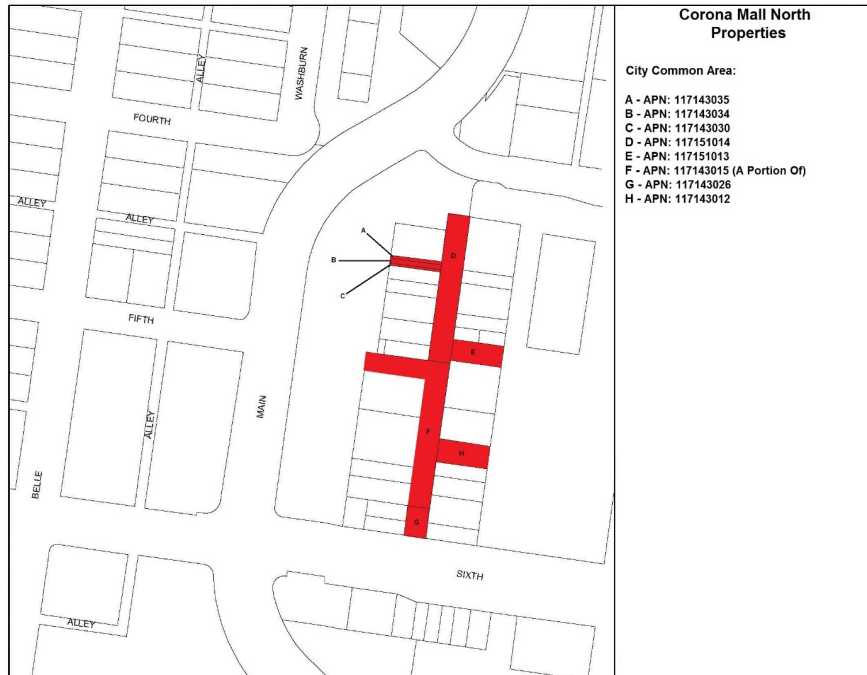 Corona Mall North
Properties
City Common Area:
A - APN: 117143035
B - APN: 117143034
C - APN: 117143030
D - APN: 117151014
E - APN: 117151013
F - APN: 117143015 (A Portion Of)
G - APN: 117143026
H - APN: 117143012
ALLEY
WASHBURN
FOURTH
ALLEY
ALLEY
A
B
C
D
FIFTH
E
MAIN
ALLEY
F
H
BELLE
G
SIXTH
ALLEY